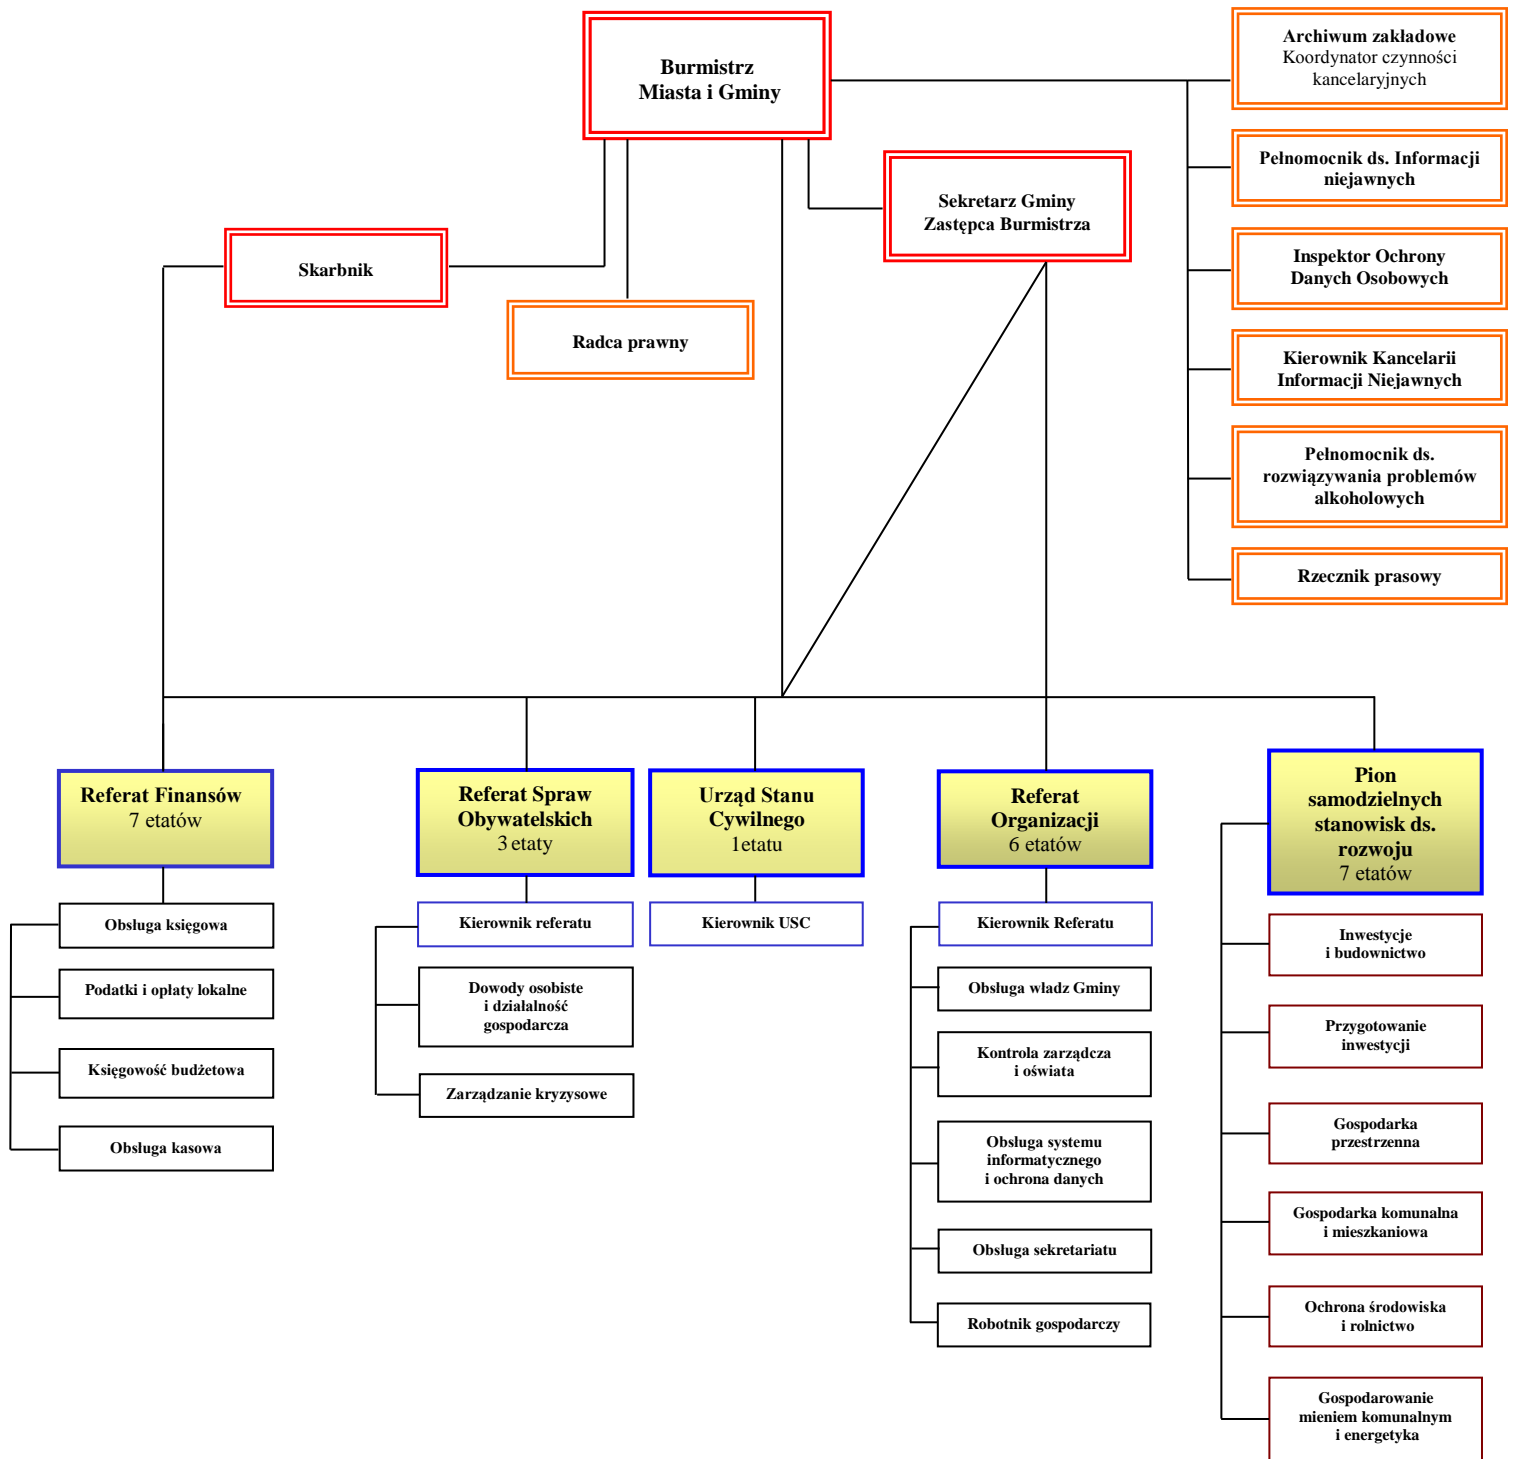 Burmistrz
Miasta i Gminy
Archiwum zakładowe
Koordynator czynności
kancelaryjnych
Pełnomocnik ds. Informacji
niejawnych
Sekretarz Gminy
Zastępca Burmistrza
Skarbnik
Inspektor Ochrony
Danych Osobowych
Radca prawny
Kierownik Kancelarii
Informacji Niejawnych
Pełnomocnik ds.
rozwiązywania problemów
alkoholowych
Rzecznik prasowy
Referat Finansów
7 etatów
Obsługa księgowa
Podatki i opłaty lokalne
Księgowość budżetowa
Obsługa kasowa
Referat Spraw
Obywatelskich
3 etaty
Kierownik referatu
Dowody osobiste
i działalność
gospodarcza
Zarządzanie kryzysowe
Urząd Stanu
Cywilnego
1etatu
Kierownik USC
Referat
Organizacji
6 etatów
Kierownik Referatu
Obsługa władz Gminy
Kontrola zarządcza
i oświata
Obsługa systemu
informatycznego
i ochrona danych
Obsługa sekretariatu
Robotnik gospodarczy
Pion
samodzielnych
stanowisk ds.
rozwoju
7 etatów
Inwestycje
i budownictwo
Przygotowanie
inwestycji
Gospodarka
przestrzenna
Gospodarka komunalna
i mieszkaniowa
Ochrona środowiska
i rolnictwo
Gospodarowanie
mieniem komunalnym
i energetyka